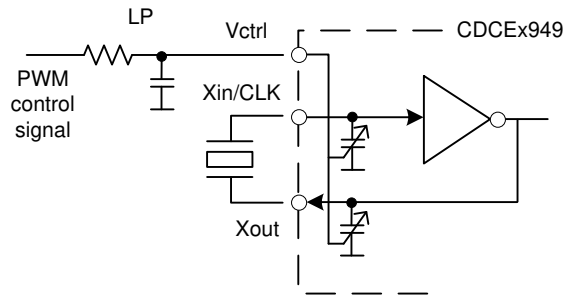 LP
Vctrl
CDCEx949
PWM
control
signal
Xin/CLK
Xout